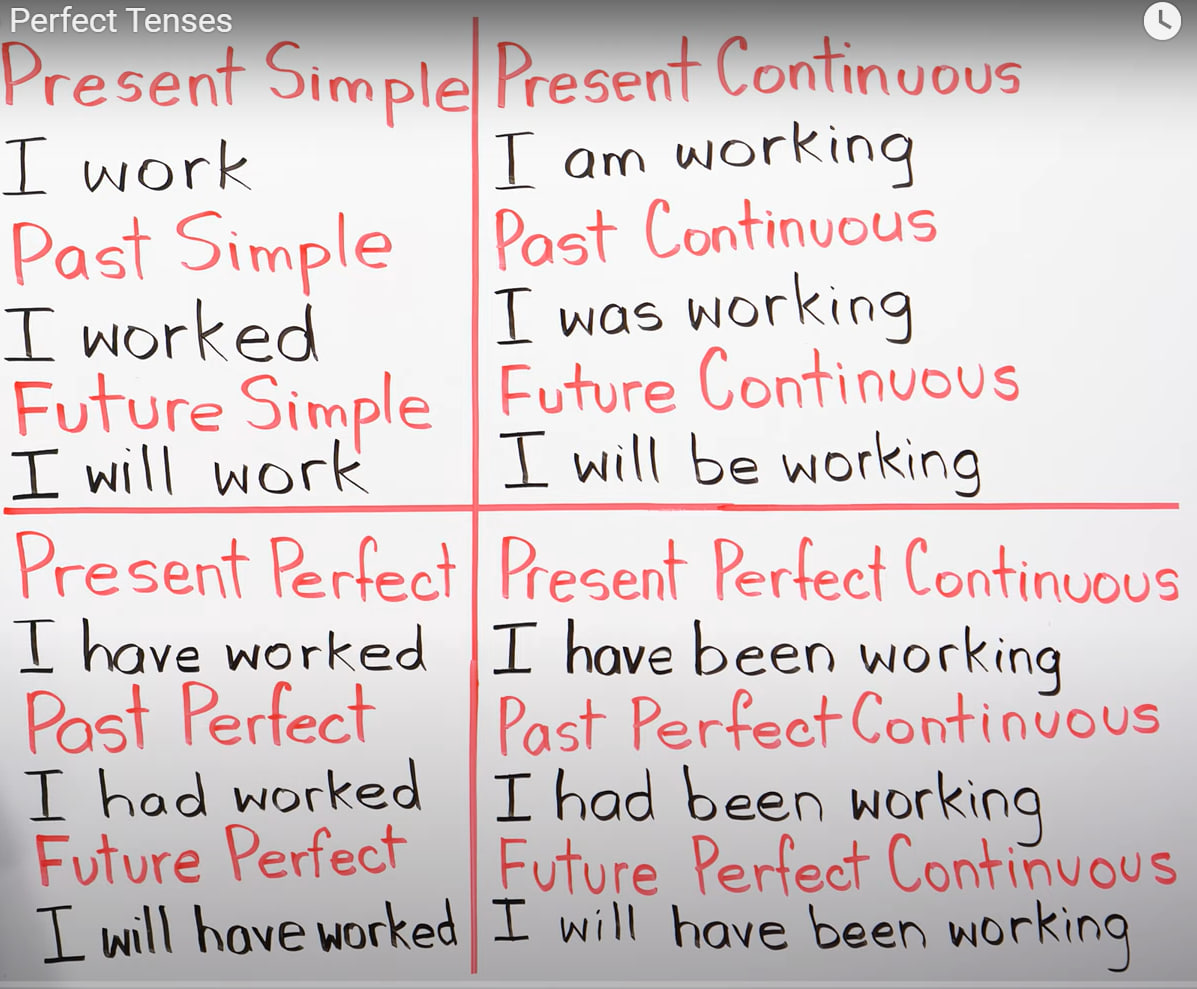 Perfect Tenses
Present Simple
I work
Past Simple
I worked
Future Simple
I will work
Present Continuous
I am working
Past Continuous
I was working
Future Continuous
I will be working
Present Perfect
I have worked
Past Perfect
I had worked
Future Perfect
I will have worked
Present Perfect Continuous
I have been working
Past Perfect Continuous
I had been working
Future Perfect Continuous
I will have been working